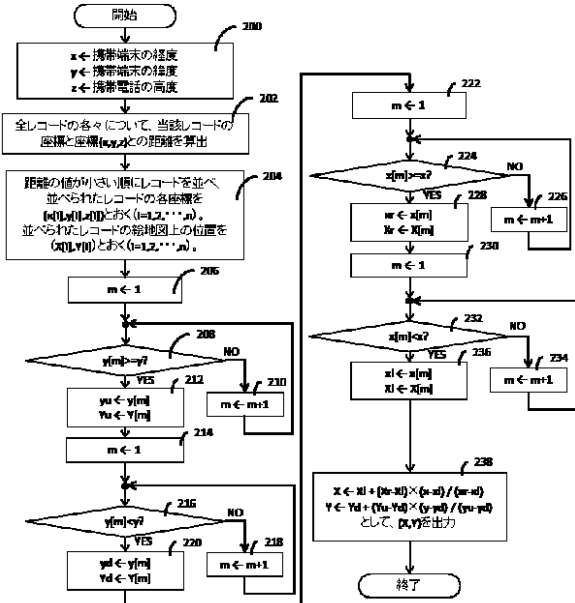 開始
200
x ← 携帯端末の経度
y ← 携帯端末の緯度
z ← 携帯電話の高度
202
全レコードの各々について、当該レコードの
座標と座標(x,y,z)との距離を算出
204
距離の値が小さい順にレコードを並べ、
並べられたレコードの各座標を
(x[i],y[i],z[i])とおく(i=1,2,・・・,n)。
並べられたレコードの絵地図上の位置を
(X[i],Y[i])とおく(i=1,2,・・・,n)。
206
m ← 1
208
y[m]>=y?
NO
YES
210
m ← m+1
212
yu ← y[m]
Yu ← Y[m]
214
m ← 1
216
y[m]<y?
NO
YES
218
m ← m+1
220
yd ← y[m]
Yd ← Y[m]
222
m ← 1
224
x[m]>=x?
NO
YES
226
m ← m+1
228
xr ← x[m]
Xr ← X[m]
230
m ← 1
232
x[m]<x?
NO
YES
234
m ← m+1
236
xl ← x[m]
Xl ← X[m]
238
X ← Xl + (Xr-Xl)×(x-xl)/(xr-xl)
Y ← Yd + (Yu-Yd)×(y-yd)/(yu-yd)
として、(X,Y)を出力
終了